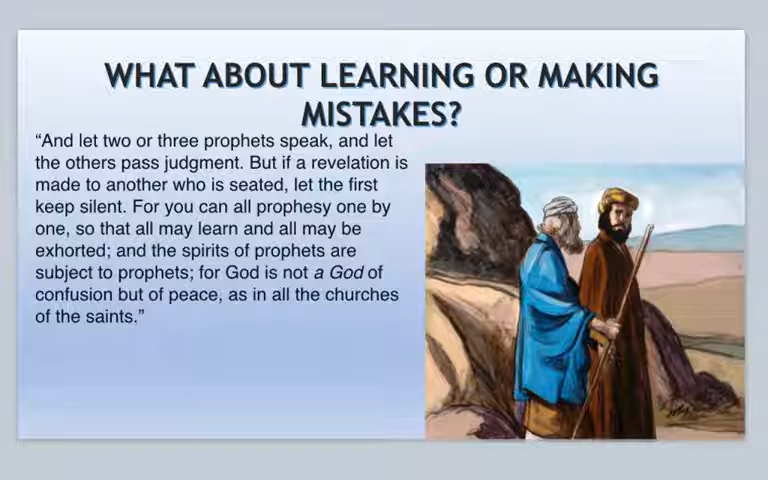 WHAT ABOUT LEARNING OR MAKING
MISTAKES?
“And let two or three prophets speak, and let
the others pass judgment. But if a revelation is
made to another who is seated, let the first
keep silent. For you can all prophesy one by
one, so that all may learn and all may be
exhorted; and the spirits of prophets are
subject to prophets; for God is not a God of
confusion but of peace, as in all the churches
of the saints.”